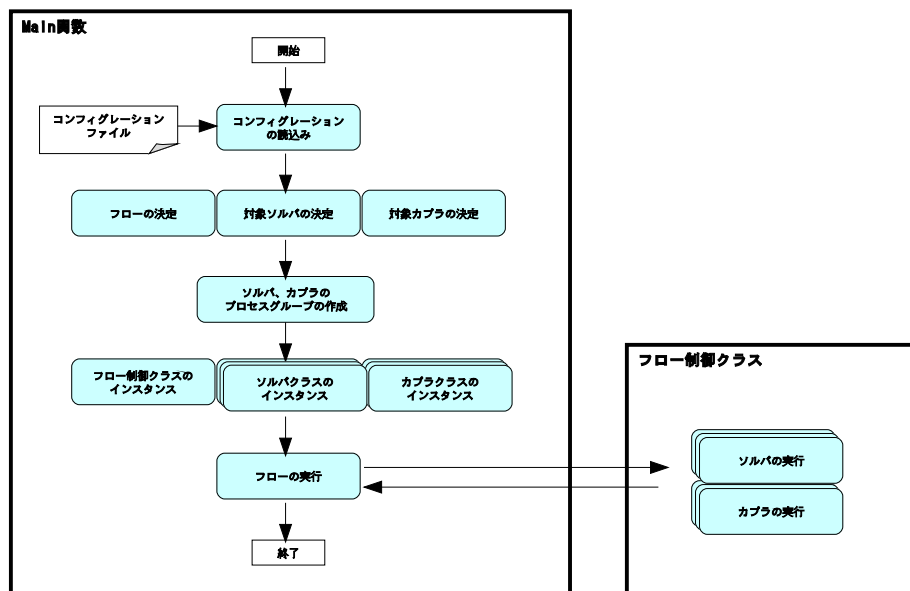 Main関数
開始
コンフィグレーション
ファイル
コンフィグレーション
の読込み
フローの決定
対象ソルバの決定
対象カプラの決定
ソルバ、カプラの
プロセスグループの作成
フロー制御クラスの
インスタンス
ソルバクラスの
インスタンス
カプラクラスの
インスタンス
フローの実行
終了
フロー制御クラス
ソルバの実行
カプラの実行